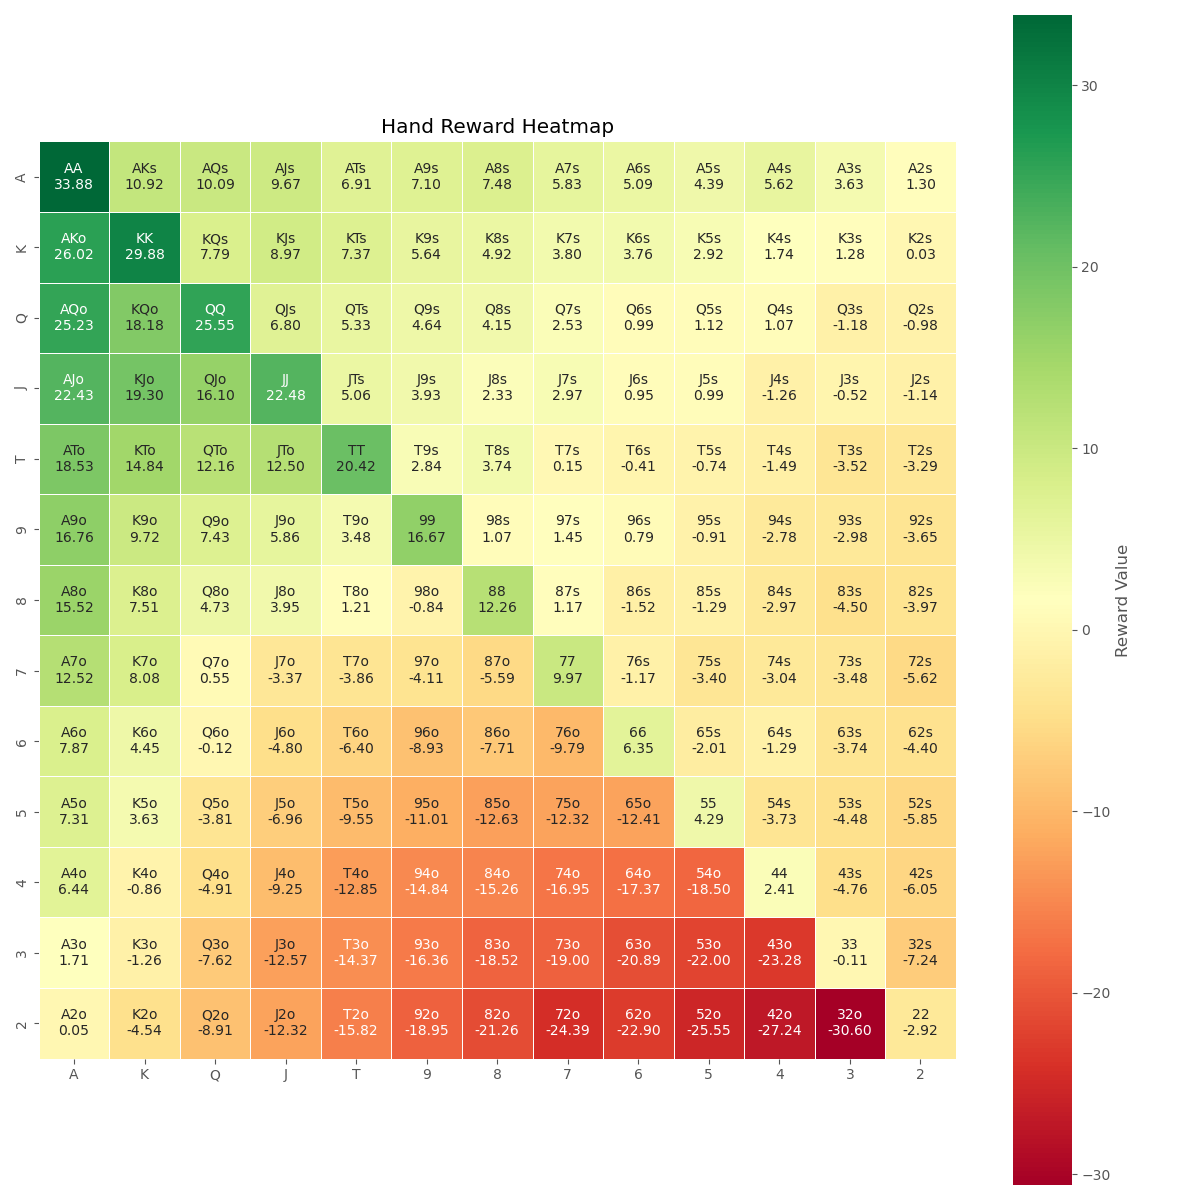 Hand Reward Heatmap
A
AA AKs AQs AJs ATs A9s A8s A7s A6s A5s A4s A3s A2s
33.88 10.92 10.09 9.67 6.91 7.10 7.48 5.83 5.09 4.39 5.62 3.63 1.30
K
AKo KK KQs KJs KTs K9s K8s K7s K6s K5s K4s K3s K2s
26.02 29.88 7.79 8.97 7.37 5.64 4.92 3.80 3.76 2.92 1.74 1.28 0.03
Q
AQo KQo QQ QJs QTs Q9s Q8s Q7s Q6s Q5s Q4s Q3s Q2s
25.23 18.18 25.55 6.80 5.33 4.64 4.15 2.53 0.99 1.12 1.07 -1.18 -0.98
J
AJo KJo QJo JJ JTs J9s J8s J7s J6s J5s J4s J3s J2s
22.43 19.30 16.10 22.48 5.06 3.93 2.33 2.97 0.95 0.99 -1.26 -0.52 -1.14
T
ATo KTo QTo JTo TT T9s T8s T7s T6s T5s T4s T3s T2s
18.53 14.84 12.16 12.50 20.42 2.84 3.74 0.15 -0.41 -0.74 -1.49 -3.52 -3.29
9
A9o K9o Q9o J9o T9o 99 98s 97s 96s 95s 94s 93s 92s
16.76 9.72 7.43 5.86 3.48 16.67 1.07 1.45 0.79 -0.91 -2.78 -2.98 -3.65
8
A8o K8o Q8o J8o T8o 98o 88 87s 86s 85s 84s 83s 82s
15.52 7.51 4.73 3.95 1.21 -0.84 12.26 1.17 -1.52 -1.29 -2.97 -4.50 -3.97
7
A7o K7o Q7o J7o T7o 97o 87o 77 76s 75s 74s 73s 72s
12.52 8.08 0.55 -3.37 -3.86 -4.11 -5.59 9.97 -1.17 -3.40 -3.04 -3.48 -5.62
6
A6o K6o Q6o J6o T6o 96o 86o 76o 66 65s 64s 63s 62s
7.87 4.45 -0.12 -4.80 -6.40 -8.93 -7.71 -9.79 6.35 -2.01 -1.29 -3.74 -4.40
5
A5o K5o Q5o J5o T5o 95o 85o 75o 65o 55 54s 53s 52s
7.31 3.63 -3.81 -6.96 -9.55 -11.01 -12.63 -12.32 -12.41 4.29 -3.73 -4.48 -5.85
4
A4o K4o Q4o J4o T4o 94o 84o 74o 64o 54o 44 43s 42s
6.44 -0.86 -4.91 -9.25 -12.85 -14.84 -15.26 -16.95 -17.37 -18.50 2.41 -4.76 -6.05
3
A3o K3o Q3o J3o T3o 93o 83o 73o 63o 53o 43o 33 32s
1.71 -1.26 -7.62 -12.57 -14.37 -16.36 -18.52 -19.00 -20.89 -22.00 -23.28 -0.11 -7.24
2
A2o K2o Q2o J2o T2o 92o 82o 72o 62o 52o 42o 32o 22
0.05 -4.54 -8.91 -12.32 -15.82 -18.95 -21.26 -24.39 -22.90 -25.55 -27.24 -30.60 -2.92
A K Q J T 9 8 7 6 5 4 3 2
30
20
10
0
−10
−20
−30
Reward Value